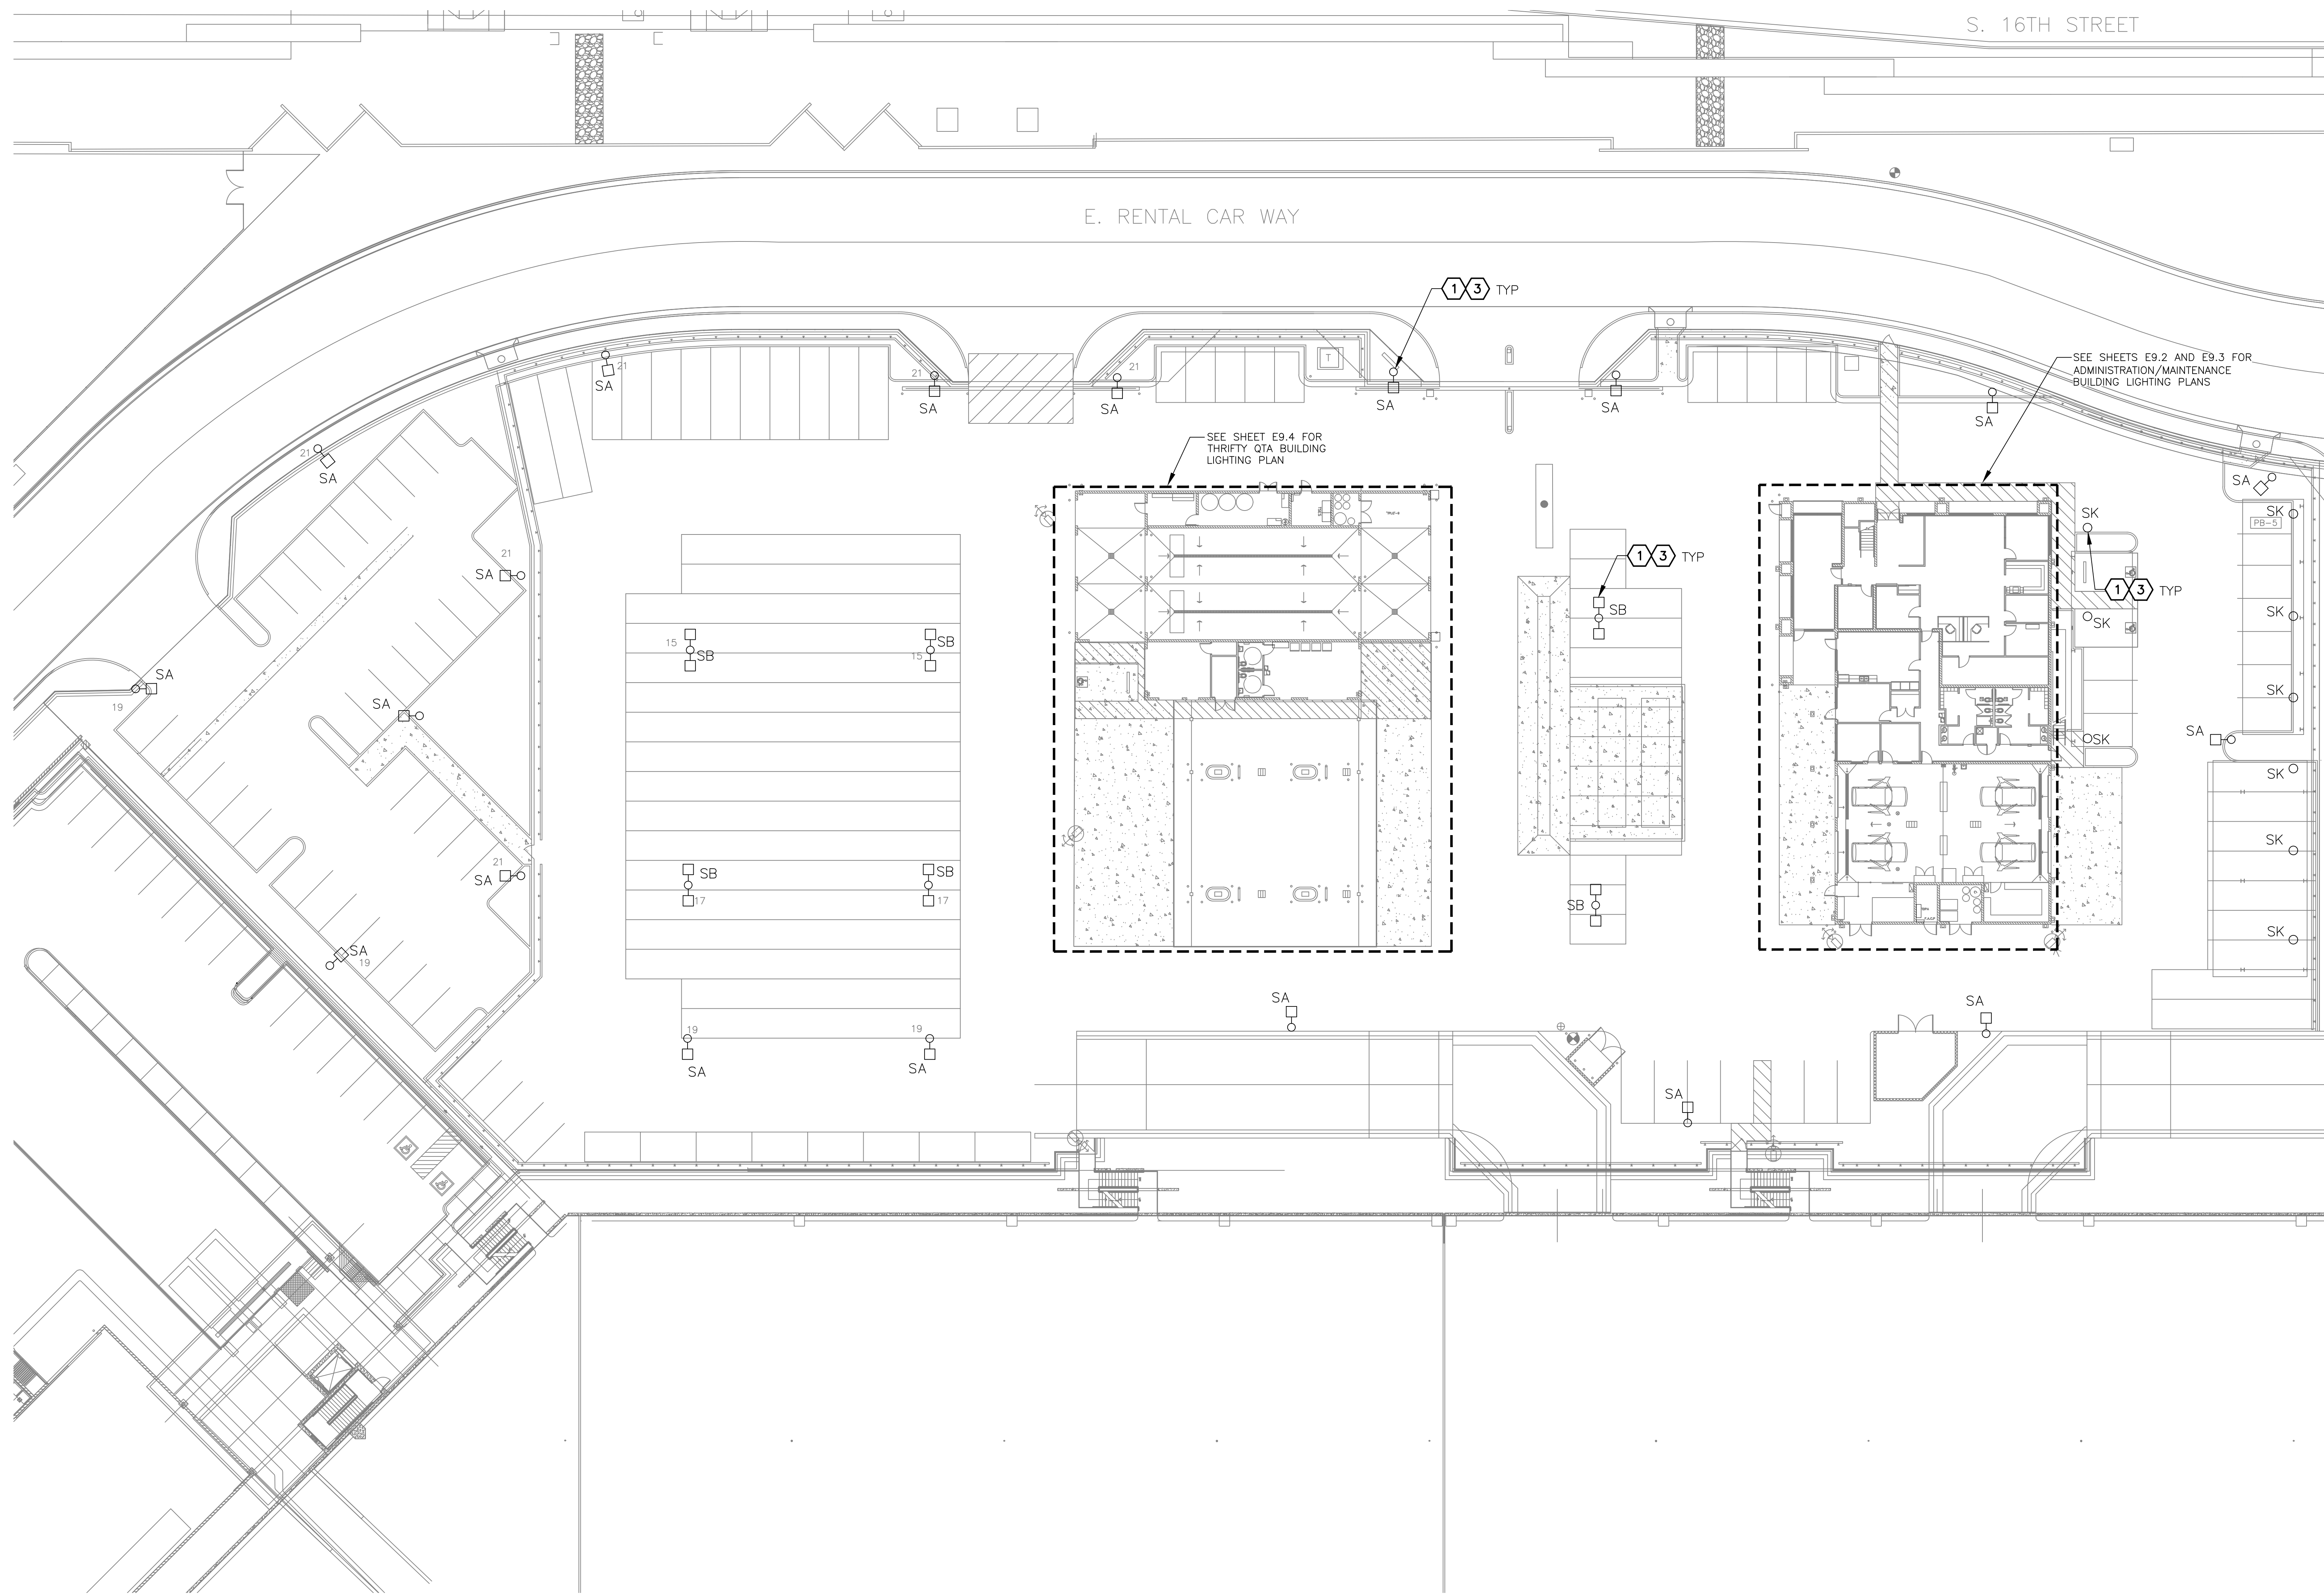 S. 16TH STREET
E. RENTAL CAR WAY
1 3 TYP
SEE SHEETS E9.2 AND E9.3 FOR
ADMINISTRATION/MAINTENANCE
BUILDING LIGHTING PLANS
T
21
SA
21
SA
21
SA
SA
SA
SA
SEE SHEET E9.4 FOR
THRIFTY QTA BUILDING
LIGHTING PLAN
21
SA
SA
SK
PB-5
SK
21
SA
1 3 TYP
SB
1 3 TYP
SK
SK
15
SB
SB
15
SA
19
SA
SK
SA
SK
SK
21
SA
SB
17
SB
17
SK
SB
SA
19
SK
SA
SA
19
SA
19
SA
SA